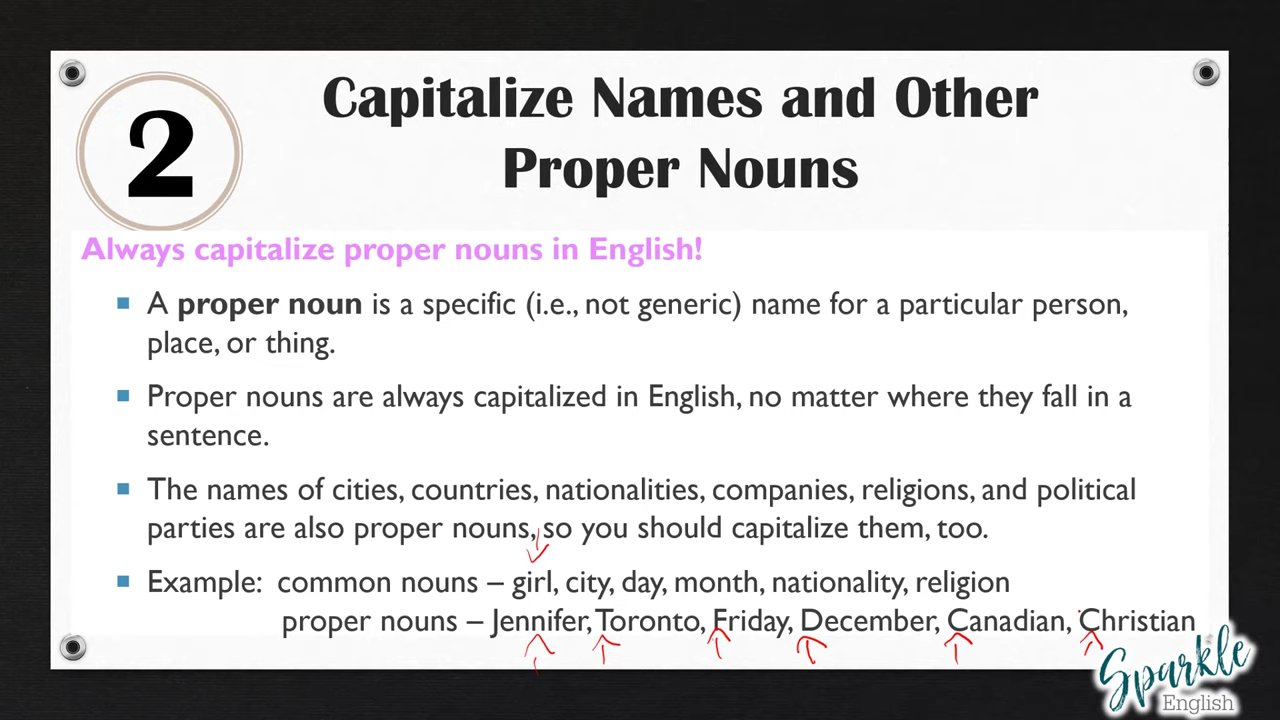 2
Capitalize Names and Other
Proper Nouns
Always capitalize proper nouns in English!
A proper noun is a specific (i.e., not generic) name for a particular person,
place, or thing.
Proper nouns are always capitalized in English, no matter where they fall in a
sentence.
The names of cities, countries, nationalities, companies, religions, and political
parties are also proper nouns, so you should capitalize them, too.
Example: common nouns – girl, city, day, month, nationality, religion
proper nouns – Jennifer, Toronto, Friday, December, Canadian, Christian
Sparkle
English